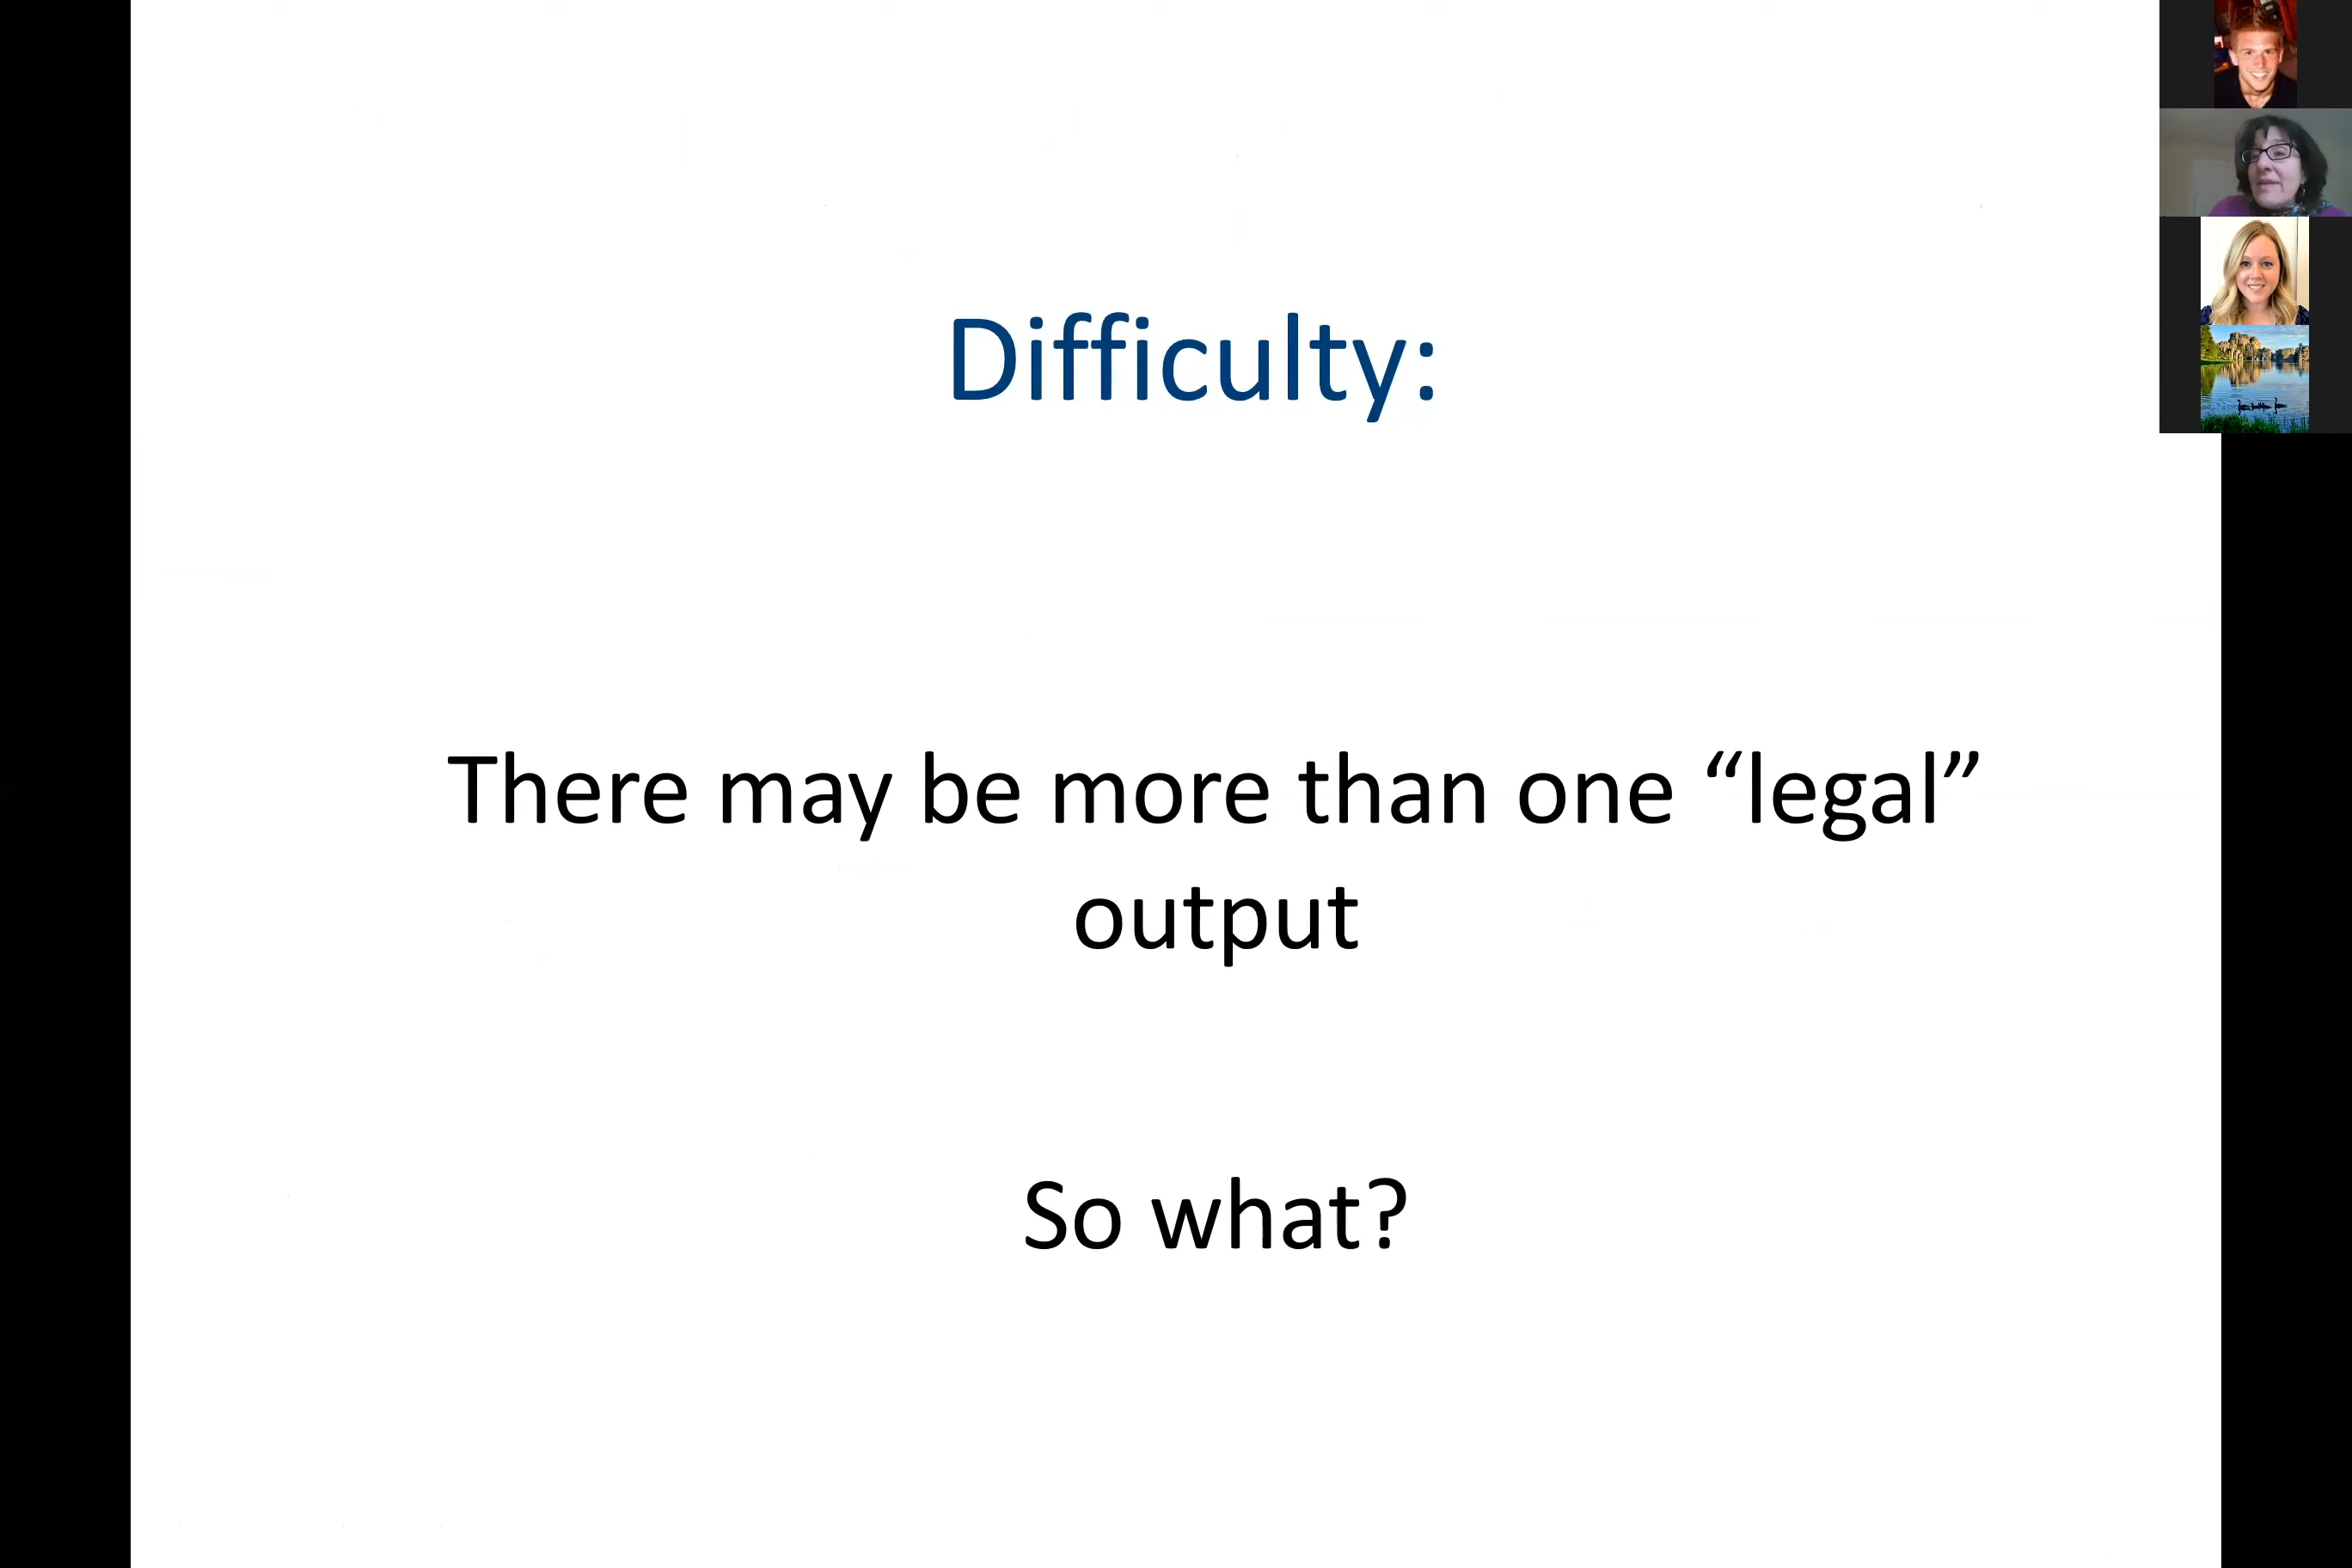 Difficulty:
There may be more than one “legal”
output
So what?